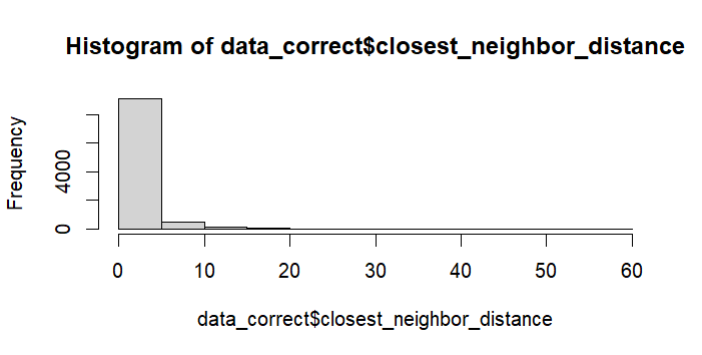 Histogram of data_correct$closest_neighbor_distance
Frequency
4000
0
0 10 20 30 40 50 60
data_correct$closest_neighbor_distance